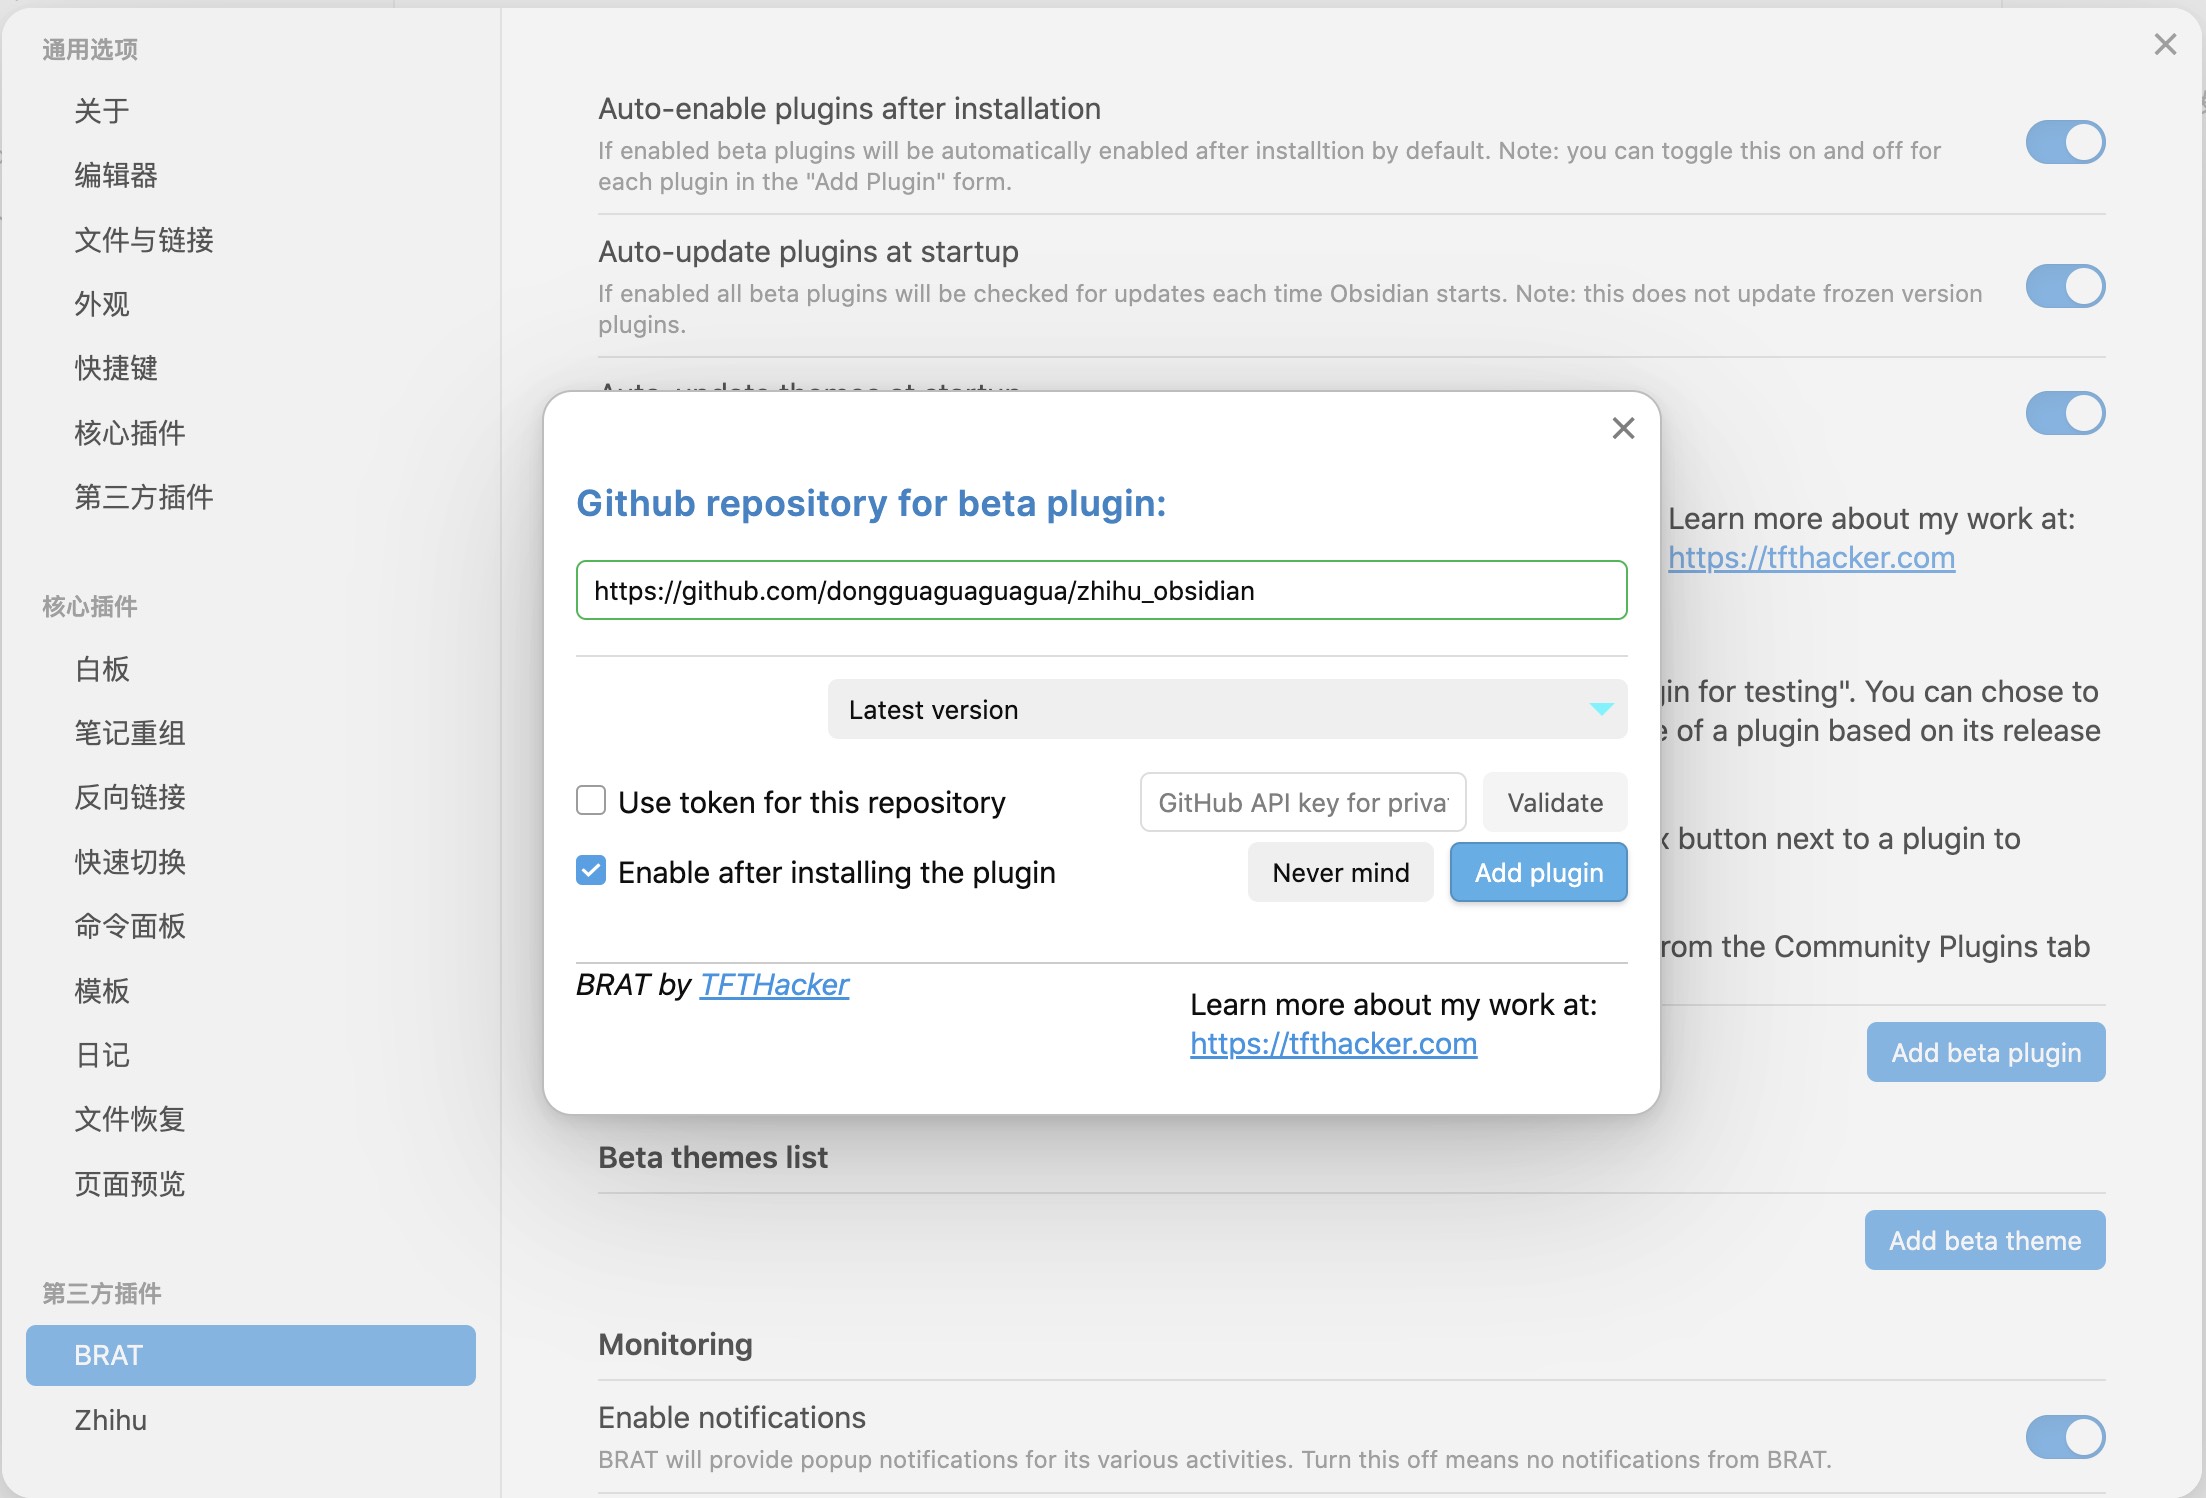 通用选项
关于
编辑器
文件与链接
外观
快捷键
核心插件
第三方插件
核心插件
白板
笔记重组
反向链接
快速切换
命令面板
模板
日记
文件恢复
页面预览
第三方插件
BRAT
Zhihu
Auto-enable plugins after installation
If enabled beta plugins will be automatically enabled after installtion by default. Note: you can toggle this on and off for
each plugin in the "Add Plugin" form.
Auto-update plugins at startup
If enabled all beta plugins will be checked for updates each time Obsidian starts. Note: this does not update frozen version
plugins.
Auto-update themes at startup
Github repository for beta plugin:
https://github.com/dongguaguaguagua/zhihu_obsidian
Latest version
Use token for this repository
GitHub API key for priva
Validate
Enable after installing the plugin
Never mind
Add plugin
BRAT by TFTHacker
Learn more about my work at:
https://tfthacker.com
Learn more about my work at:
https://tfthacker.com
in for testing". You can chose to
of a plugin based on its release
button next to a plugin to
rom the Community Plugins tab
Add beta plugin
Beta themes list
Add beta theme
Monitoring
Enable notifications
BRAT will provide popup notifications for its various activities. Turn this off means no notifications from BRAT.